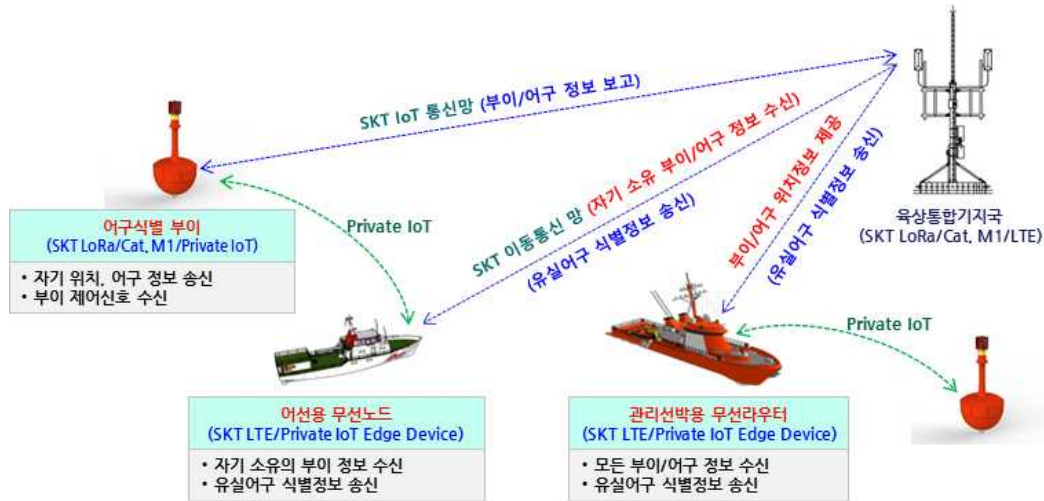 SKT IoT 통신망 (부이/어구 정보 보고)
SKT 이동통신 망 (자기 소유 부이/어구 정보 수신)
(유실어구 식별정보 송신)
부이/어구 위치정보 제공
(유실어구 식별정보 송신)
육상통합기지국
(SKT LoRa/Cat. M1/LTE)
Private IoT
어구식별 부이
(SKT LoRa/Cat. M1/Private IoT)
• 자기 위치, 어구 정보 송신
• 부이 제어신호 수신
Private IoT
어선용 무선노드
(SKT LTE/Private IoT Edge Device)
• 자기 소유의 부이 정보 수신
• 유실어구 식별정보 송신
관리선박용 무선라우터
(SKT LTE/Private IoT Edge Device)
• 모든 부이/어구 정보 수신
• 유실어구 식별정보 송신